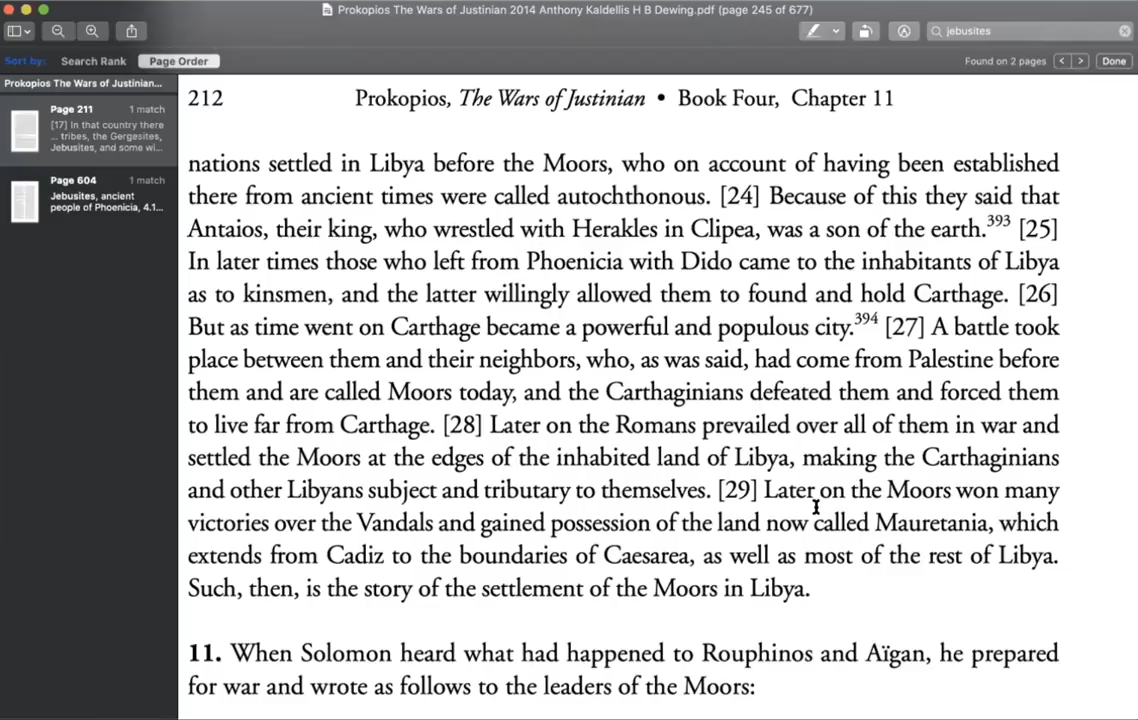 Prokopios The Wars of Justinian 2014 Anthony Kaldellis H B Dewing.pdf (page 245 of 677)
jebusites
Sort by:
Search Rank
Page Order
Found on 2 pages
Done
Prokopios The Wars of Justinian...
Page 211 1 match
[17] In that country there
... tribes, the Gergesites,
Jebusites, and some wi...
Page 604 1 match
Jebusites, ancient
people of Phoenicia, 4.1...
212 Prokopios, The Wars of Justinian • Book Four, Chapter 11
nations settled in Libya before the Moors, who on account of having been established
there from ancient times were called autochthonous. [24] Because of this they said that
Antaios, their king, who wrestled with Herakles in Clipea, was a son of the earth.393 [25]
In later times those who left from Phoenicia with Dido came to the inhabitants of Libya
as to kinsmen, and the latter willingly allowed them to found and hold Carthage. [26]
But as time went on Carthage became a powerful and populous city.394 [27] A battle took
place between them and their neighbors, who, as was said, had come from Palestine before
them and are called Moors today, and the Carthaginians defeated them and forced them
to live far from Carthage. [28] Later on the Romans prevailed over all of them in war and
settled the Moors at the edges of the inhabited land of Libya, making the Carthaginians
and other Libyans subject and tributary to themselves. [29] Later on the Moors won many
victories over the Vandals and gained possession of the land now called Mauretania, which
extends from Cadiz to the boundaries of Caesarea, as well as most of the rest of Libya.
Such, then, is the story of the settlement of the Moors in Libya.
11. When Solomon heard what had happened to Rouphinos and Aïgan, he prepared
for war and wrote as follows to the leaders of the Moors: